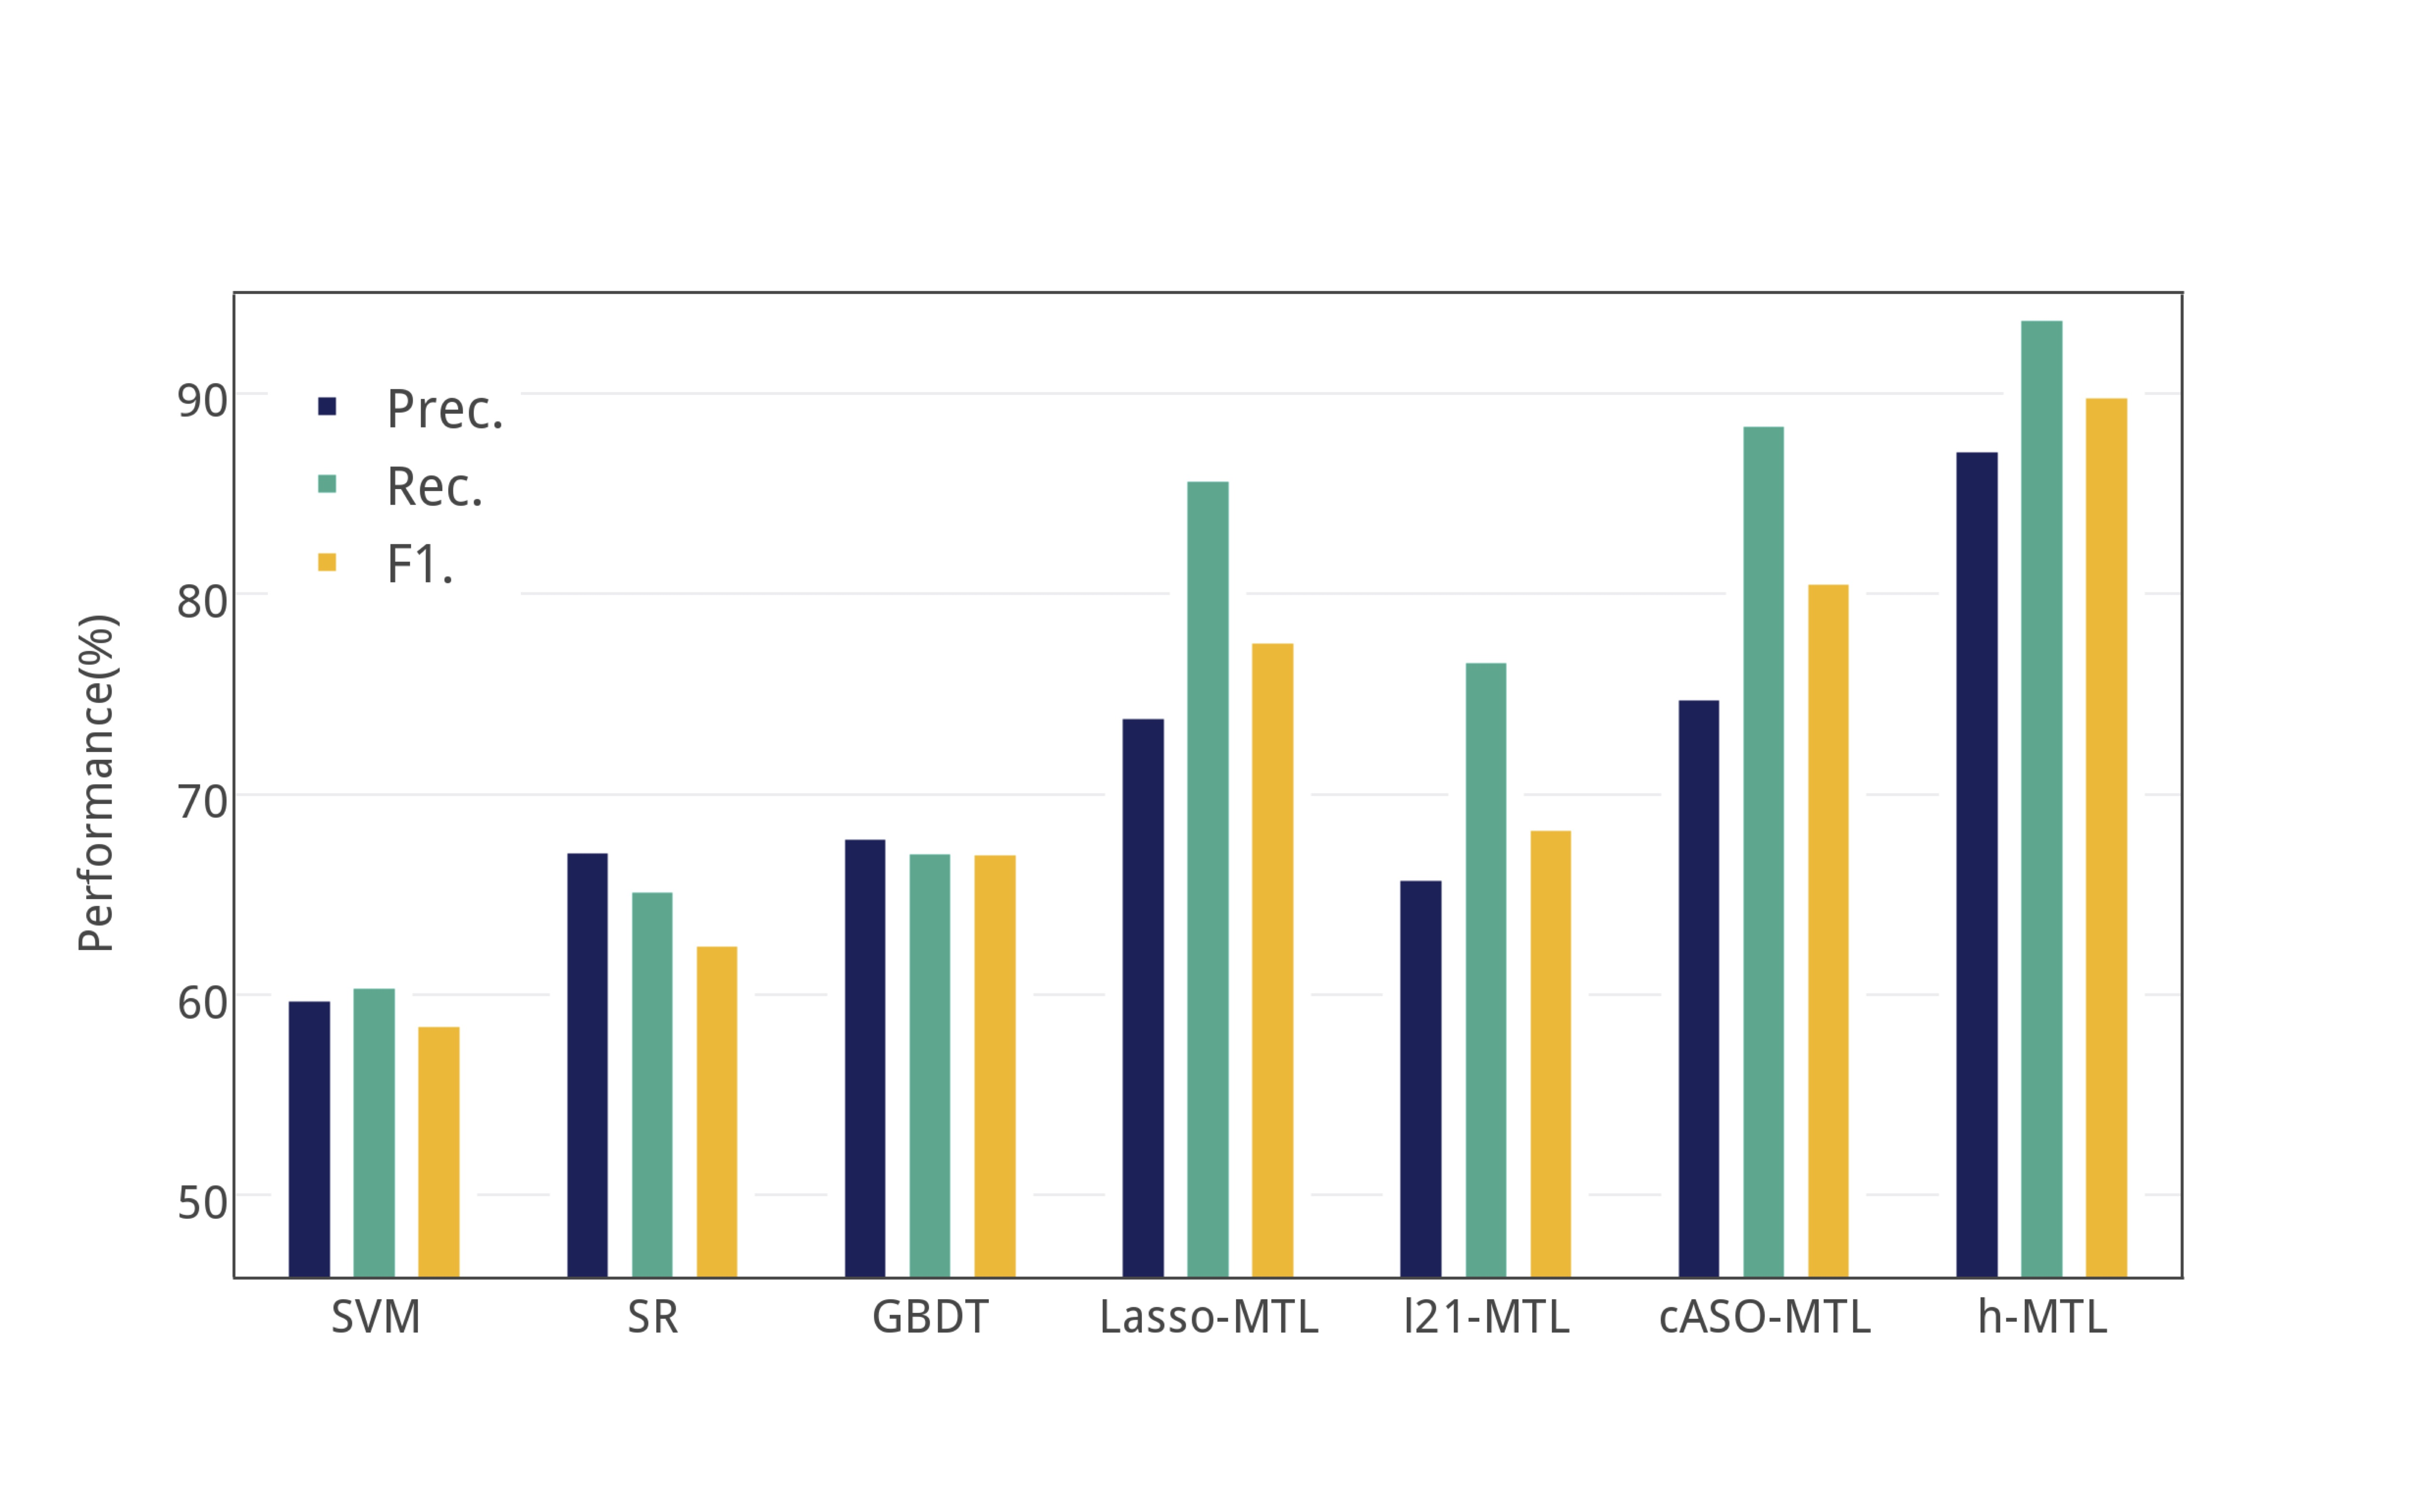 Performance(%)
90
80
70
60
50
Prec.
Rec.
F1.
SVM
SR
GBDT
Lasso-MTL
l21-MTL
cASO-MTL
h-MTL